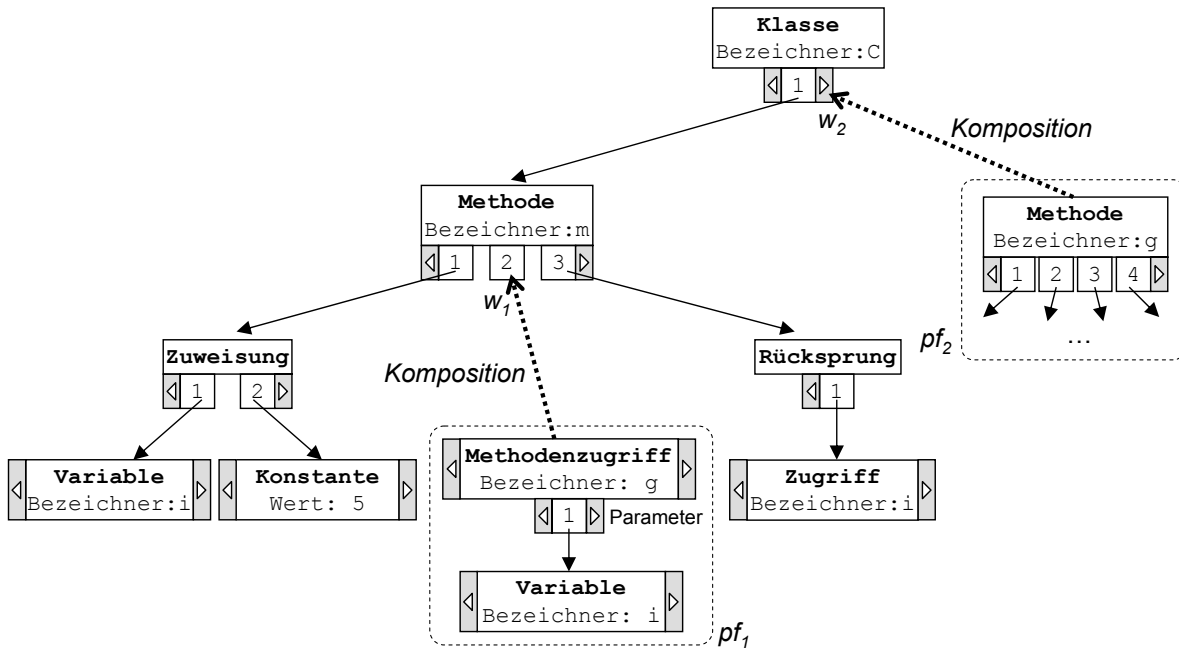 Klasse
Bezeichner:C
1
w2
Komposition
Methode
Bezeichner:m
1 2 3
w1
Methode
Bezeichner:g
1 2 3 4
...
pf2
Zuweisung
1 2
Komposition
Rücksprung
1
Variable
Bezeichner:i
Konstante
Wert: 5
Methodenzugriff
Bezeichner: g
1 Parameter
Variable
Bezeichner: i
pf1
Zugriff
Bezeichner:i